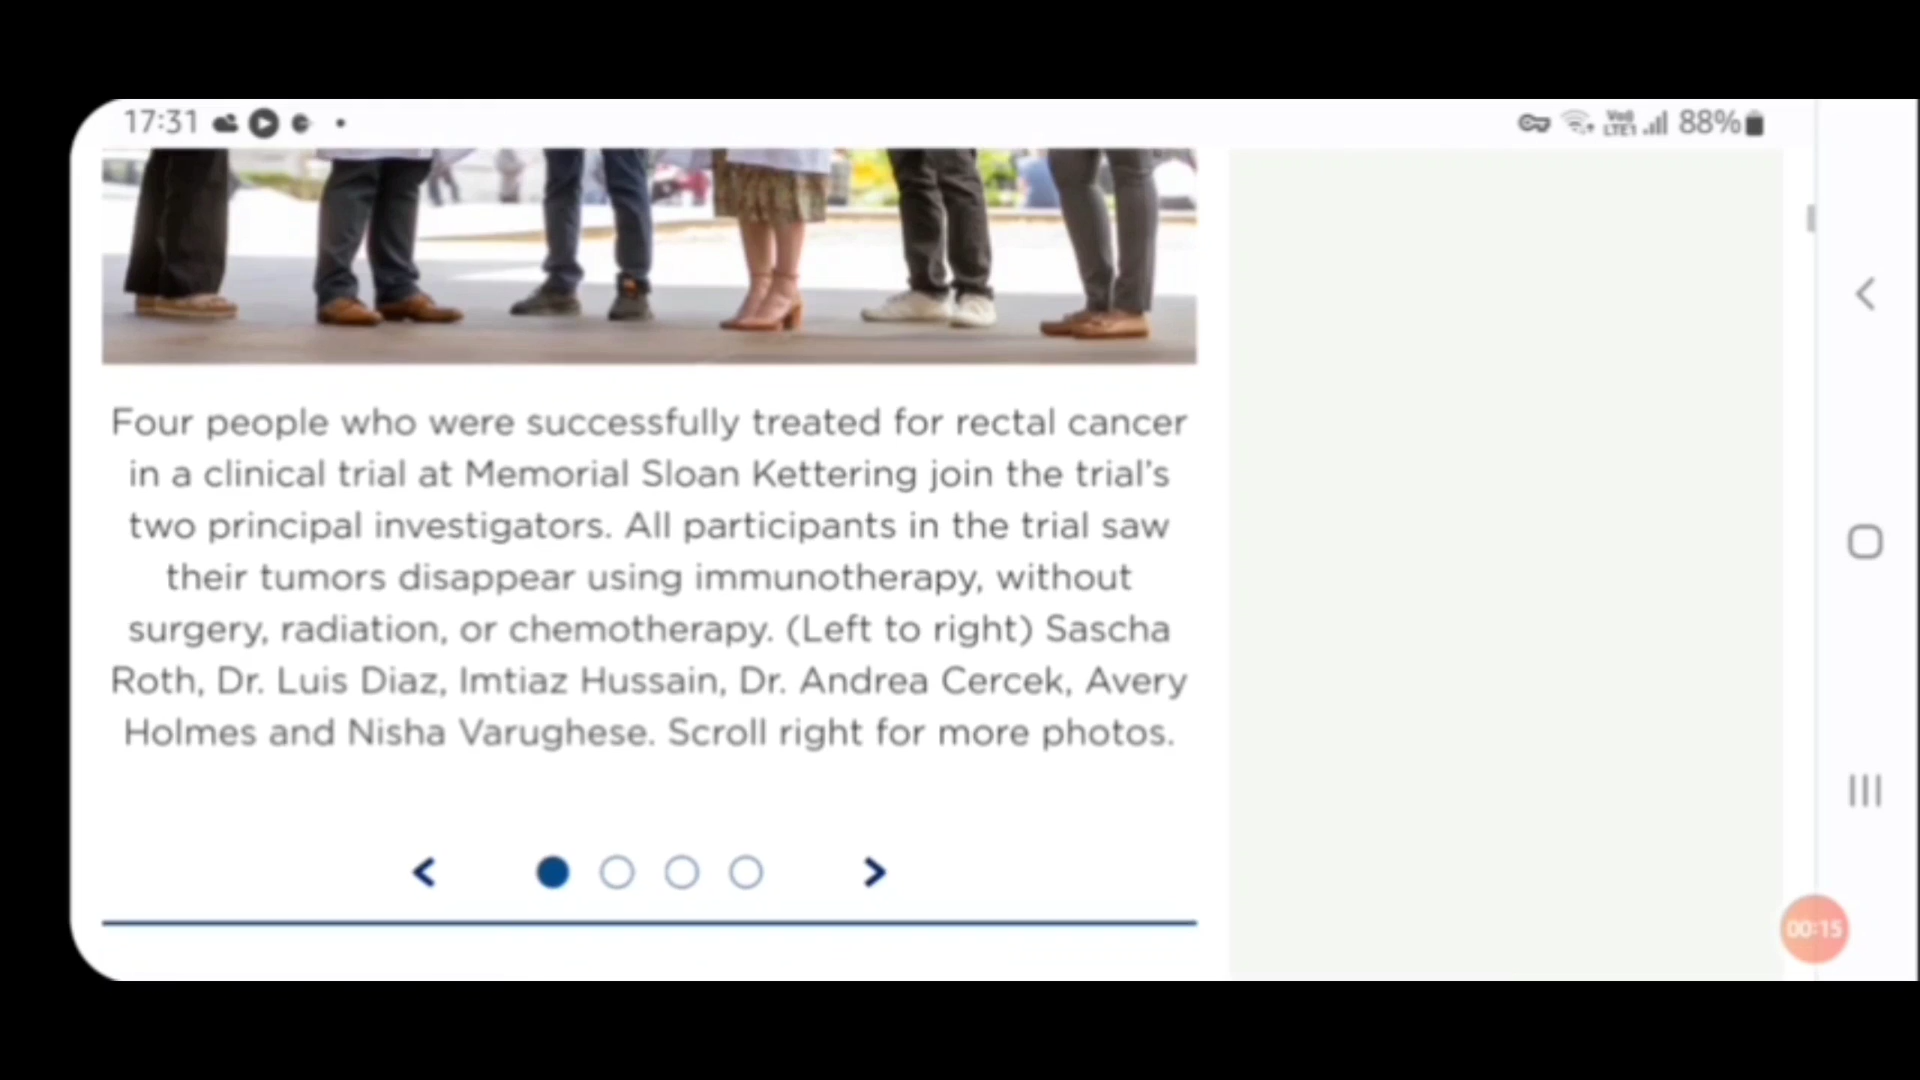 17:31
Vo) LTE1 88%
Four people who were successfully treated for rectal cancer
in a clinical trial at Memorial Sloan Kettering join the trial’s
two principal investigators. All participants in the trial saw
their tumors disappear using immunotherapy, without
surgery, radiation, or chemotherapy. (Left to right) Sascha
Roth, Dr. Luis Diaz, Imtiaz Hussain, Dr. Andrea Cercek, Avery
Holmes and Nisha Varughese. Scroll right for more photos.
00:15